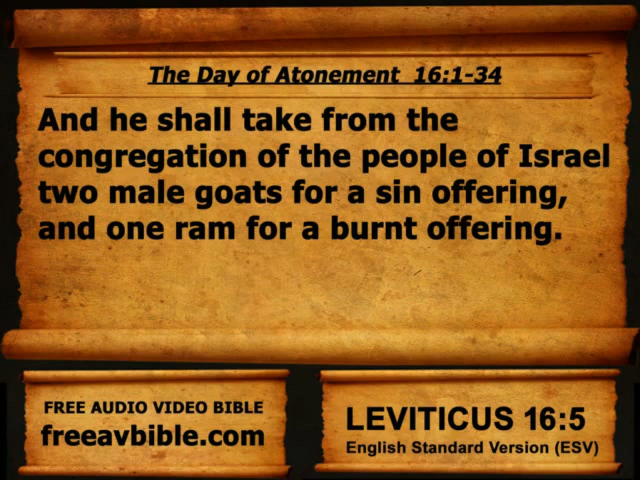 The Day of Atonement  16:1-34
And he shall take from the
congregation of the people of Israel
two male goats for a sin offering,
and one ram for a burnt offering.
FREE AUDIO VIDEO BIBLE
freeavbible.com
LEVITICUS 16:5
English Standard Version (ESV)